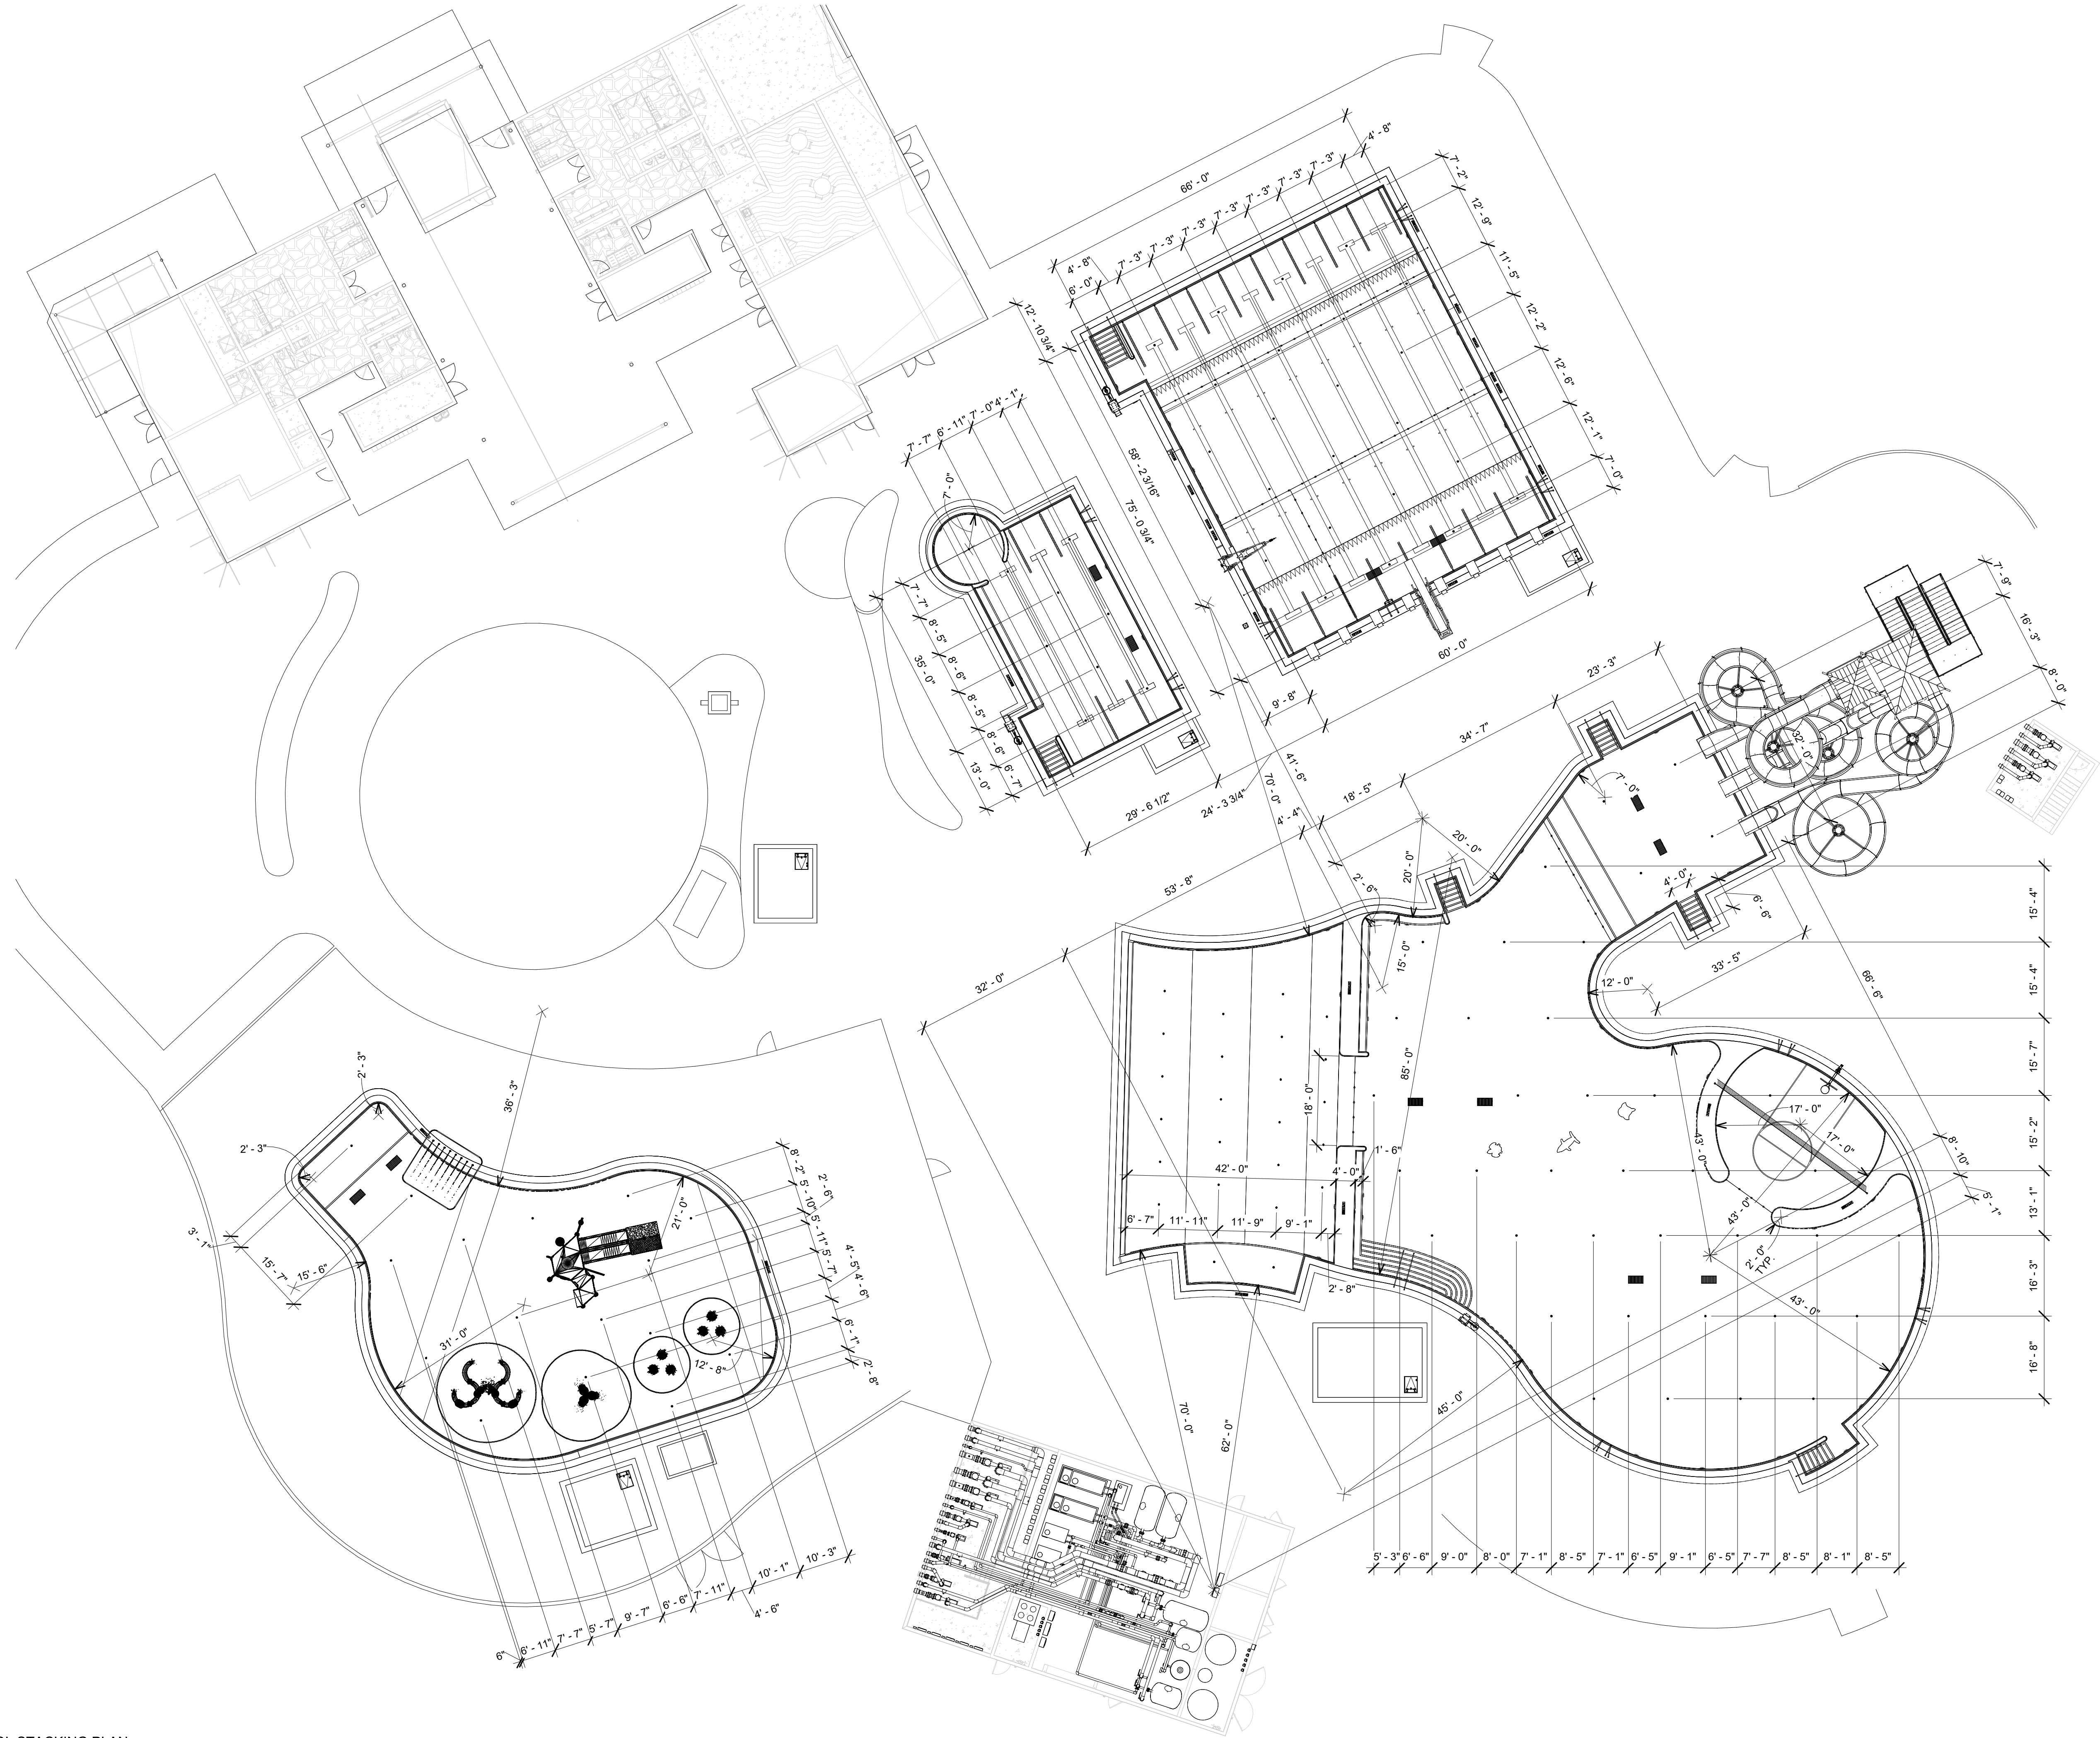 66' - 0"
4' - 8"
6' - 0"
7' - 3"
7' - 3"
7' - 3"
7' - 3"
7' - 3"
7' - 3"
7' - 3"
4' - 8"
7' - 2"
12' - 9"
11' - 5"
12' - 2"
12' - 6"
12' - 1"
7' - 0"
12' - 10 3/4"
58' - 2 3/16"
75' - 0 3/4"
9' - 8"
60' - 0"
7' - 7"
6' - 11"
7' - 0"
4' - 1"
7' - 0"
7' - 7"
8' - 5"
8' - 6"
8' - 5"
8' - 6"
6' - 7"
35' - 0"
13' - 0"
29' - 6 1/2"
24' - 3 3/4"
41' - 6"
70' - 0"
4' - 4"
18' - 5"
34' - 7"
23' - 3"
53' - 8"
32' - 0"
7' - 9"
16' - 3"
8' - 0"
32' - 0"
7' - 0"
20' - 0"
20' - 0"
2' - 6"
15' - 0"
4' - 0"
6' - 6"
33' - 5"
12' - 0"
66' - 6"
15' - 4"
15' - 4"
15' - 7"
15' - 2"
13' - 1"
16' - 3"
16' - 8"
85' - 0"
18' - 0"
1' - 6"
42' - 0"
4' - 0"
6' - 7"
11' - 11"
11' - 9"
9' - 1"
2' - 8"
17' - 0"
17' - 0"
43' - 0"
43' - 0"
43' - 0"
2' - 0"
TYP.
8' - 10"
5' - 1"
45' - 0"
70' - 0"
62' - 0"
5' - 3"
6' - 6"
9' - 0"
8' - 0"
7' - 1"
8' - 5"
7' - 1"
6' - 5"
9' - 1"
6' - 5"
7' - 7"
8' - 5"
8' - 1"
8' - 5"
2' - 3"
2' - 3"
36' - 3"
3' - 1"
15' - 7"
15' - 6"
31' - 0"
21' - 0"
12' - 8"
8' - 2"
2' - 6"
5' - 10"
5' - 11"
5' - 7"
4' - 5"
4' - 6"
6' - 1"
2' - 8"
6"
6' - 11"
7' - 7"
5' - 7"
9' - 7"
6' - 6"
7' - 11"
4' - 6"
10' - 1"
10' - 3"